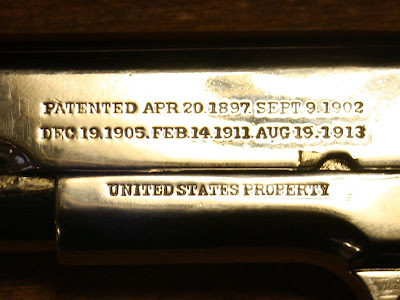 PATENTED APR. 20. 1897. SEPT. 9. 1902
DEC. 19. 1905. FEB. 14. 1911. AUG. 19. 1913
UNITED STATES PROPERTY